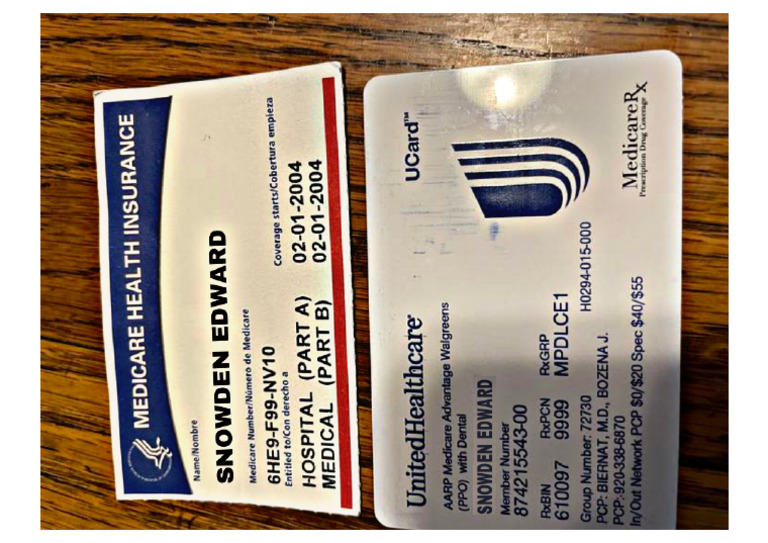 MEDICARE HEALTH INSURANCE
Name/Nombre
SNOWDEN EDWARD
Medicare Number/Número de Medicare
6HE9-F99-NV10
Entitled to/Con derecho a
Coverage starts/Cobertura empieza
HOSPITAL (PART A) 02-01-2004
MEDICAL (PART B) 02-01-2004
UnitedHealthcare®
UCard™
AARP Medicare Advantage Walgreens
(PPO) with Dental
SNOWDEN EDWARD
Member Number
874215543-00
RxBIN RxPCN RxGRP
610097 9999 MPDLCE1
Group Number: 72730
H0294-015-000
PCP: BIERNAT, M.D., BOZENA J.
PCP: 920-338-6870
In/Out Network PCP $0/$20 Spec $40/$55
MedicareRx
Prescription Drug Coverage